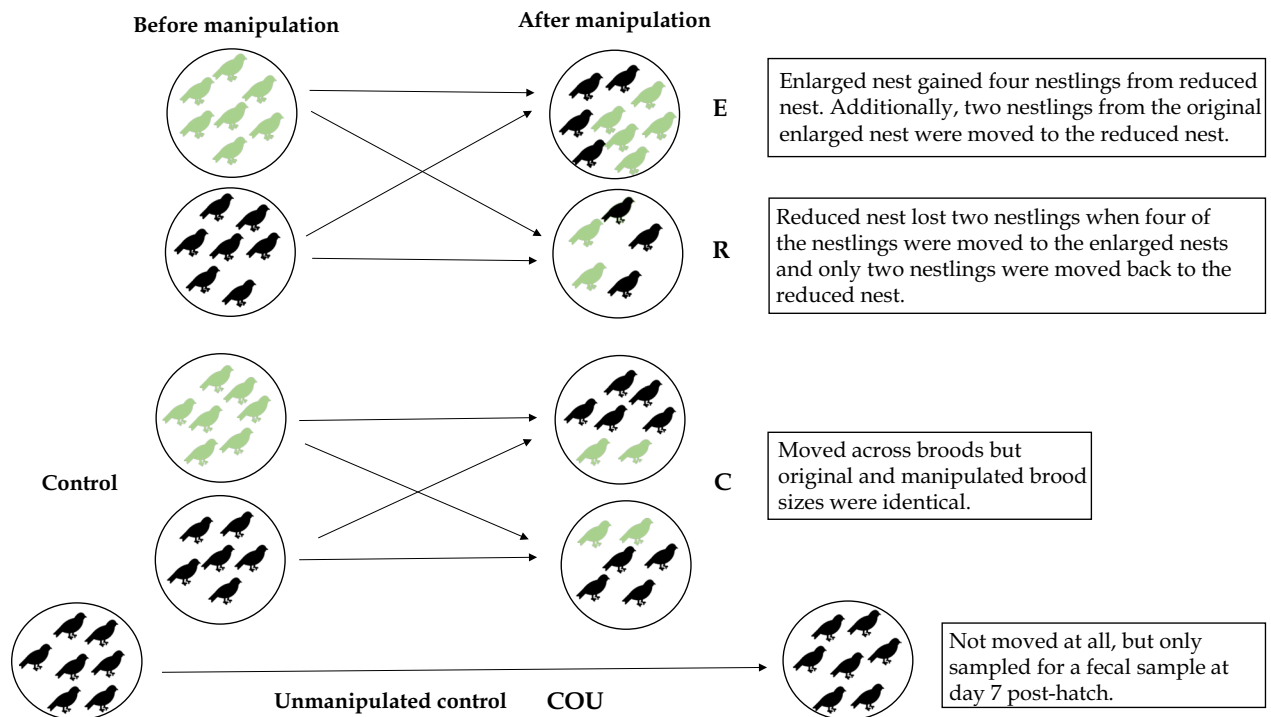 Before manipulation
After manipulation
E
Enlarged nest gained four nestlings from reduced
nest. Additionally, two nestlings from the original
enlarged nest were moved to the reduced nest.
R
Reduced nest lost two nestlings when four of
the nestlings were moved to the enlarged nests
and only two nestlings were moved back to the
reduced nest.
Control
C
Moved across broods but
original and manipulated brood
sizes were identical.
Unmanipulated control COU
Not moved at all, but only
sampled for a fecal sample at
day 7 post-hatch.